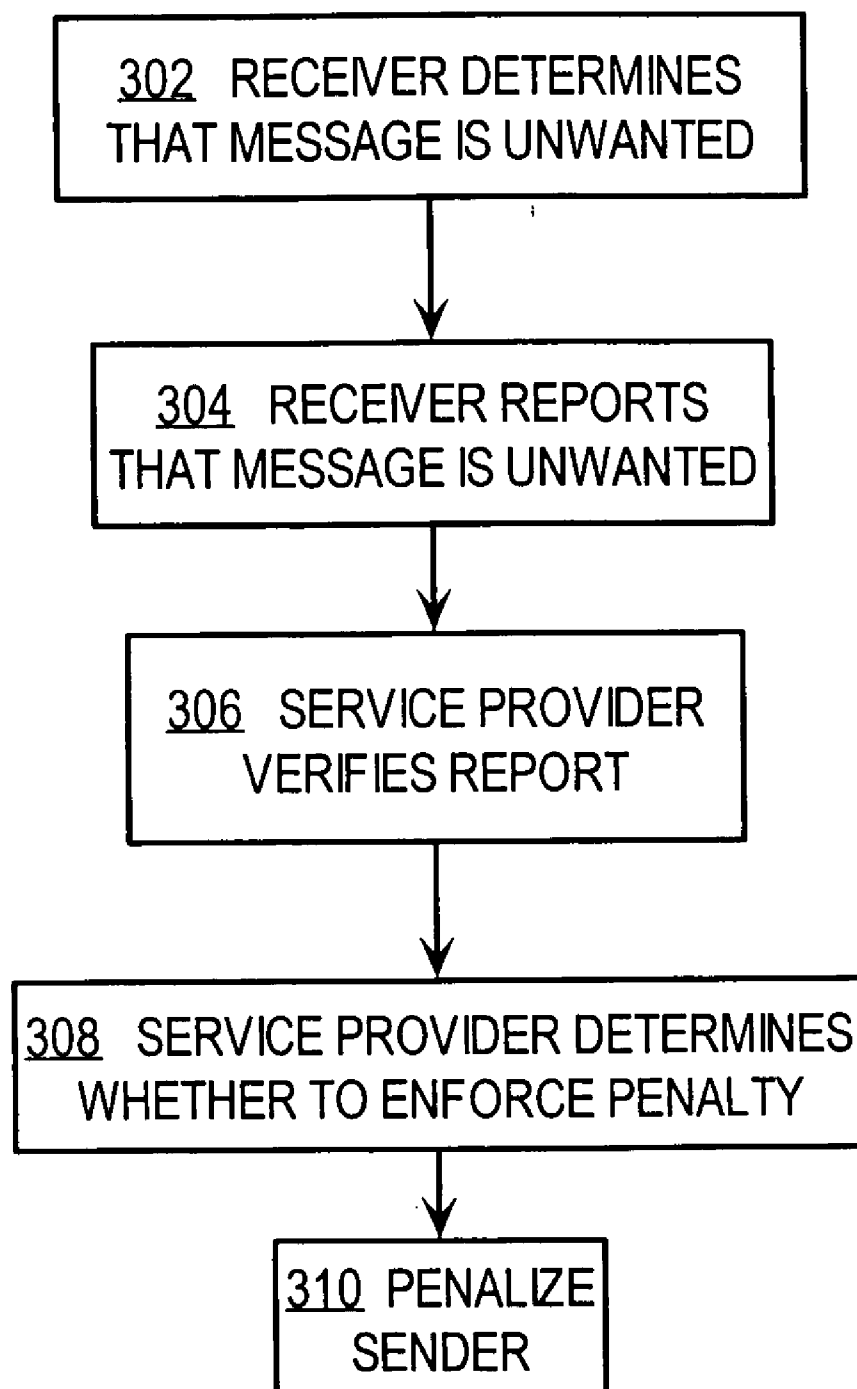 302 RECEIVER DETERMINES
THAT MESSAGE IS UNWANTED
304 RECEIVER REPORTS
THAT MESSAGE IS UNWANTED
306 SERVICE PROVIDER
VERIFIES REPORT
308 SERVICE PROVIDER DETERMINES
WHETHER TO ENFORCE PENALTY
310 PENALIZE
SENDER